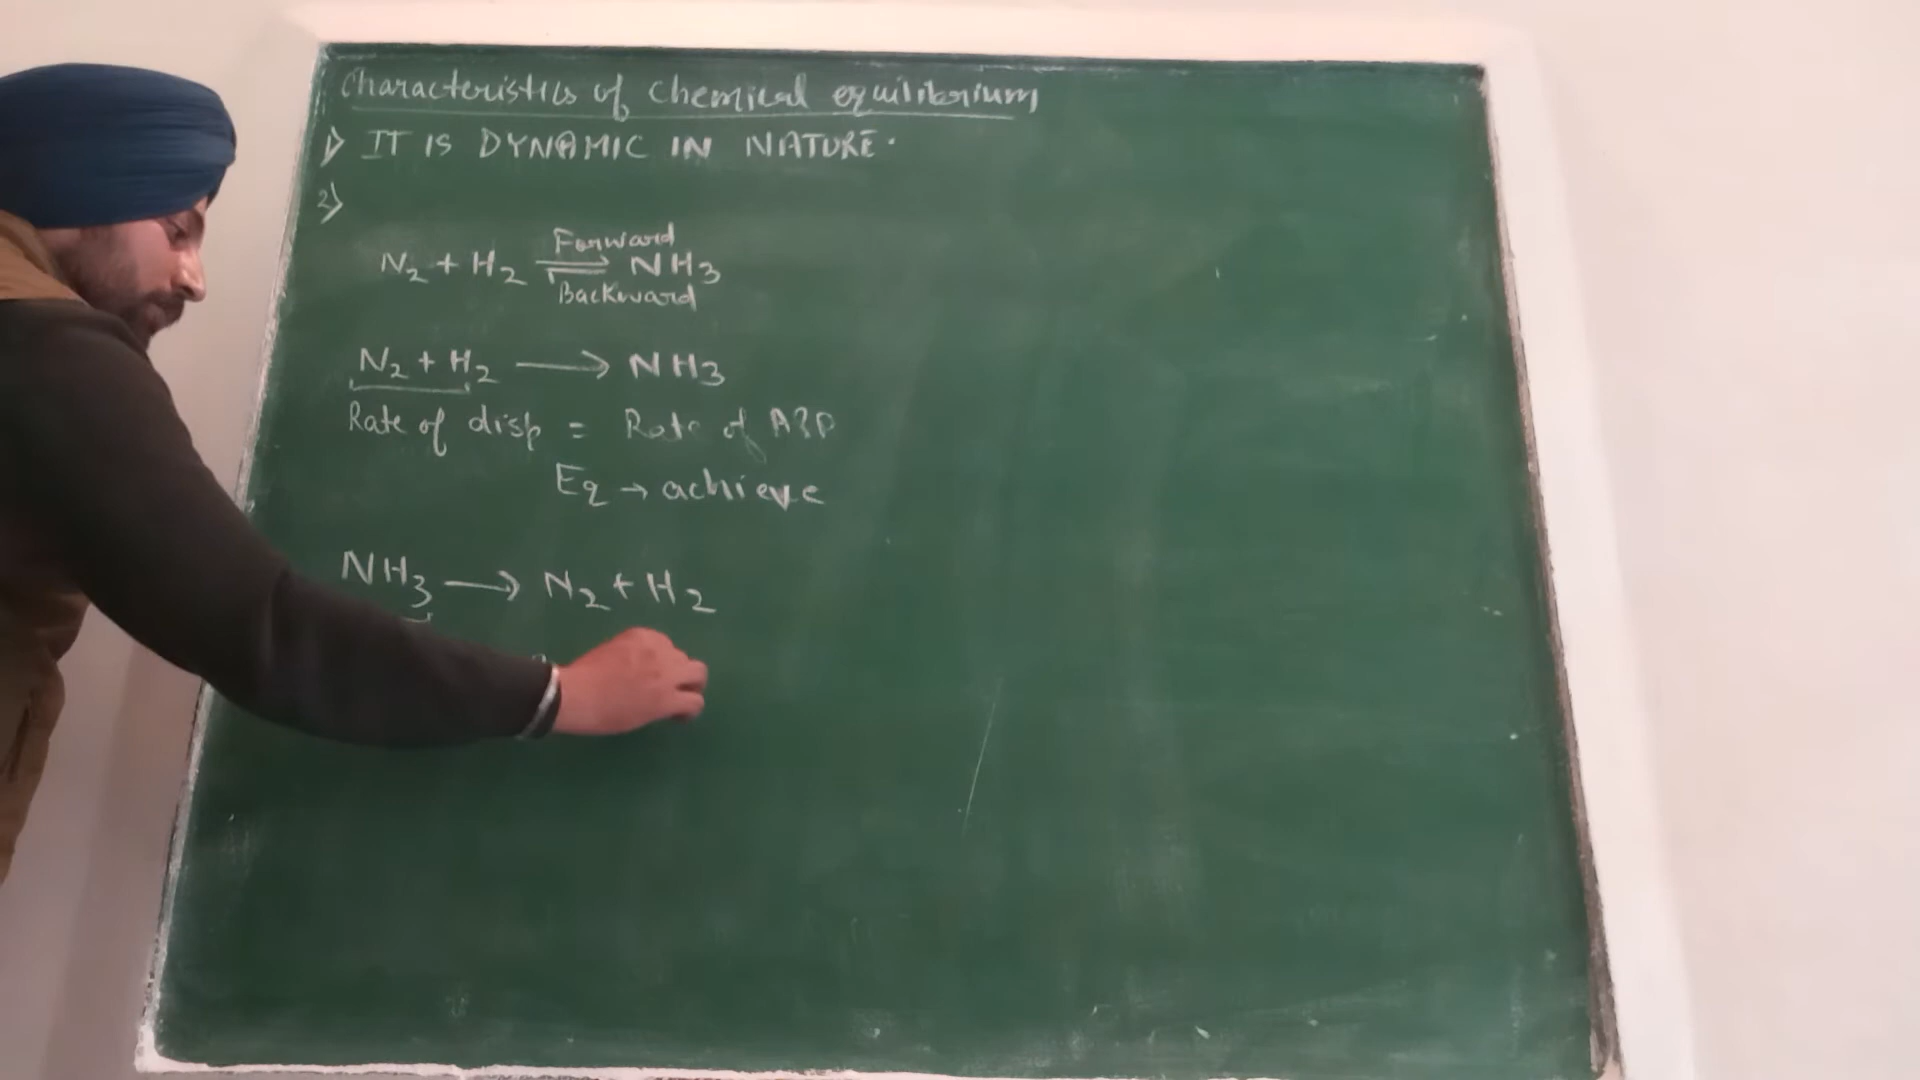 Characteristics of chemical equilibrium
1) IT IS DYNAMIC IN NATURE.
2)
Forward
N2 + H2 ⇌ NH3
Backward
N2 + H2 → NH3
Rate of disp = Rate of APP
Eq → achieve
NH3 → N2 + H2